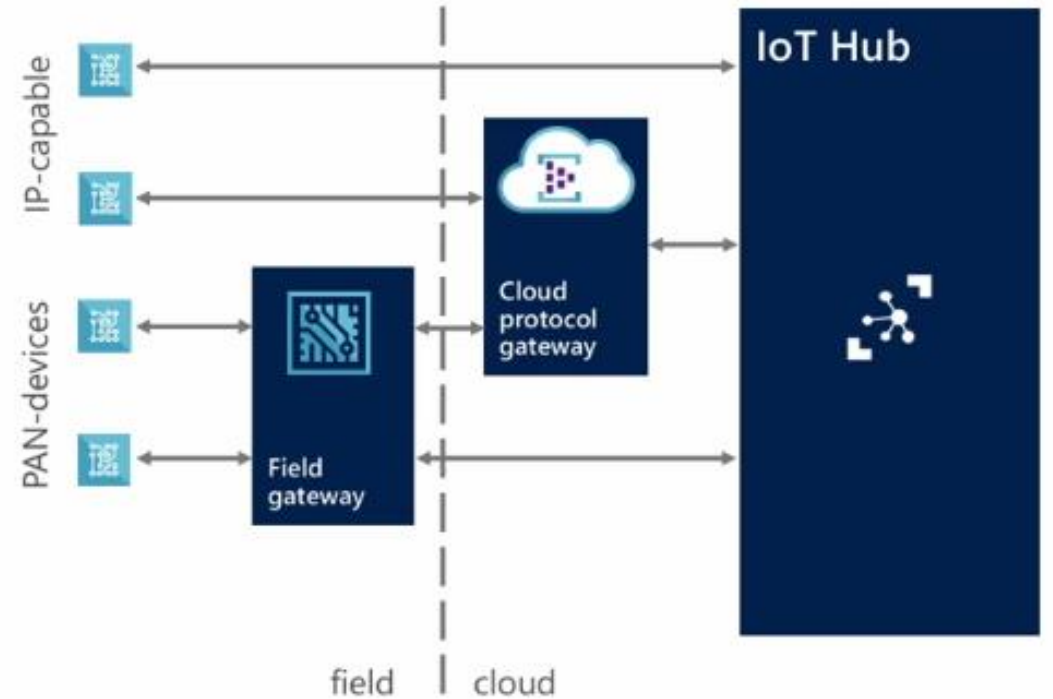 IoT Hub
IP-capable
Cloud
protocol
gateway
PAN-devices
Field
gateway
field
cloud